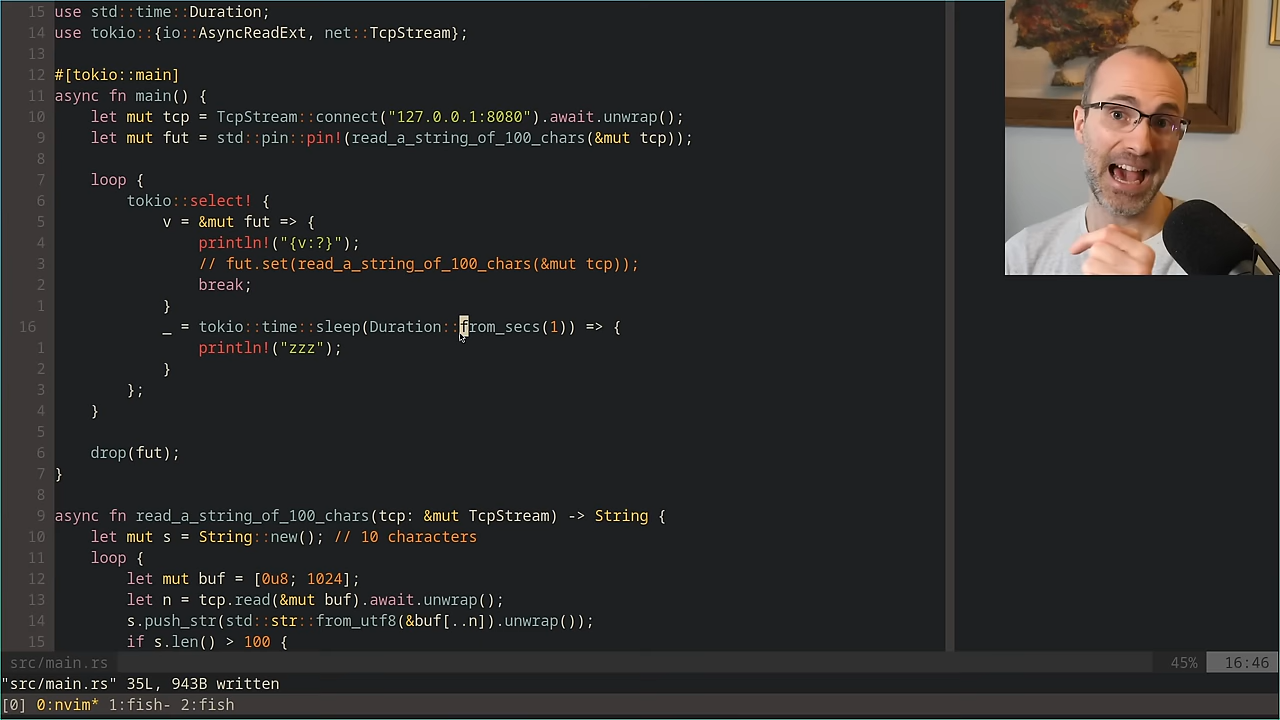 15 use std::time::Duration;
14 use tokio::{io::AsyncReadExt, net::TcpStream};
13
12 #[tokio::main]
11 async fn main() {
10     let mut tcp = TcpStream::connect("127.0.0.1:8080").await.unwrap();
9     let mut fut = std::pin::pin!(read_a_string_of_100_chars(&mut tcp));
8
7     loop {
6         tokio::select! {
5             v = &mut fut => {
4                 println!("{v:?}");
3                 // fut.set(read_a_string_of_100_chars(&mut tcp));
2                 break;
1             }
16             _ = tokio::time::sleep(Duration::from_secs(1)) => {
1                 println!("zzz");
2             }
3         };
4     }
5
6     drop(fut);
7 }
8
9 async fn read_a_string_of_100_chars(tcp: &mut TcpStream) -> String {
10     let mut s = String::new(); // 10 characters
11     loop {
12         let mut buf = [0u8; 1024];
13         let n = tcp.read(&mut buf).await.unwrap();
14         s.push_str(std::str::from_utf8(&buf[..n]).unwrap());
15         if s.len() > 100 {
src/main.rs 45% 16:46
"src/main.rs" 35L, 943B written
[0] 0:nvim* 1:fish- 2:fish